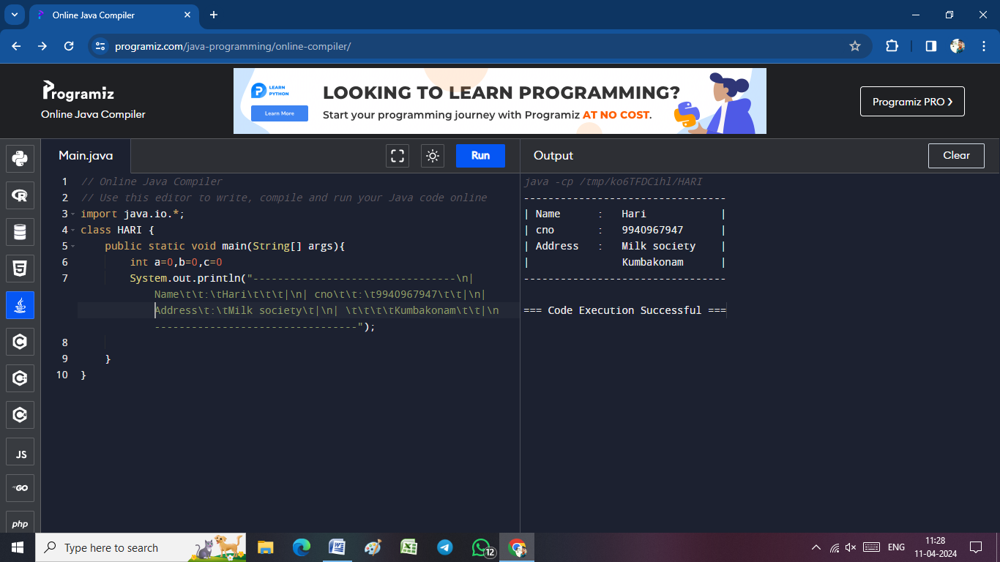 Online Java Compiler
programiz.com/java-programming/online-compiler/
Programiz
Online Java Compiler
LEARN
PYTHON
Learn More
LOOKING TO LEARN PROGRAMMING?
Start your programming journey with Programiz AT NO COST.
Programiz PRO
Main.java
Run
Output
Clear
1 // Online Java Compiler
2 // Use this editor to write, compile and run your Java code online
3 import java.io.*;
4 class HARI {
5 public static void main(String[] args){
6 int a=0,b=0,c=0
7 System.out.println("---------------------------------\n|
Name\t\t:\tHari\t\t\t|\n| cno\t\t:\t9940967947\t\t|\n|
Address\t:\tMilk society\t|\n| \t\t\t\tKumbakonam\t\t|\n
---------------------------------");
8
9 }
10 }
java -cp /tmp/ko6TFDCihl/HARI
---------------------------------
| Name : Hari |
| cno : 9940967947 |
| Address : Milk society |
| Kumbakonam |
---------------------------------
=== Code Execution Successful ===
JS
GO
php
Type here to search
12
ENG
11:28
11-04-2024